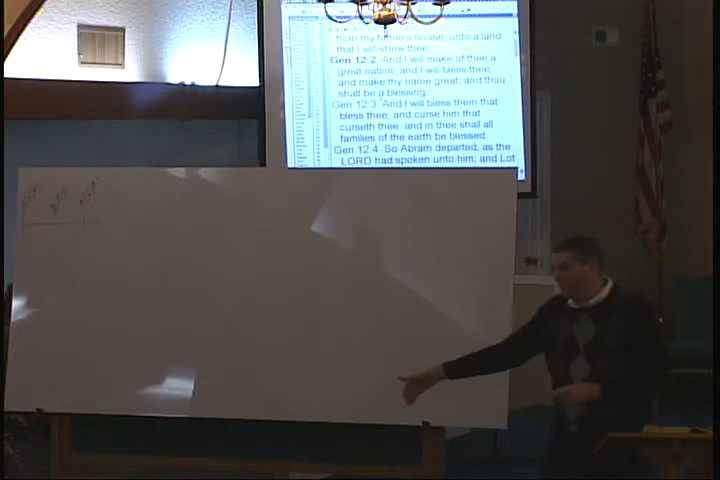 from thy father's house, unto a land
that I will shew thee:
Gen 12:2 And I will make of thee a
great nation, and I will bless thee,
and make thy name great; and thou
shalt be a blessing:
Gen 12:3 And I will bless them that
bless thee, and curse him that
curseth thee: and in thee shall all
families of the earth be blessed.
Gen 12:4 So Abram departed, as the
LORD had spoken unto him; and Lot